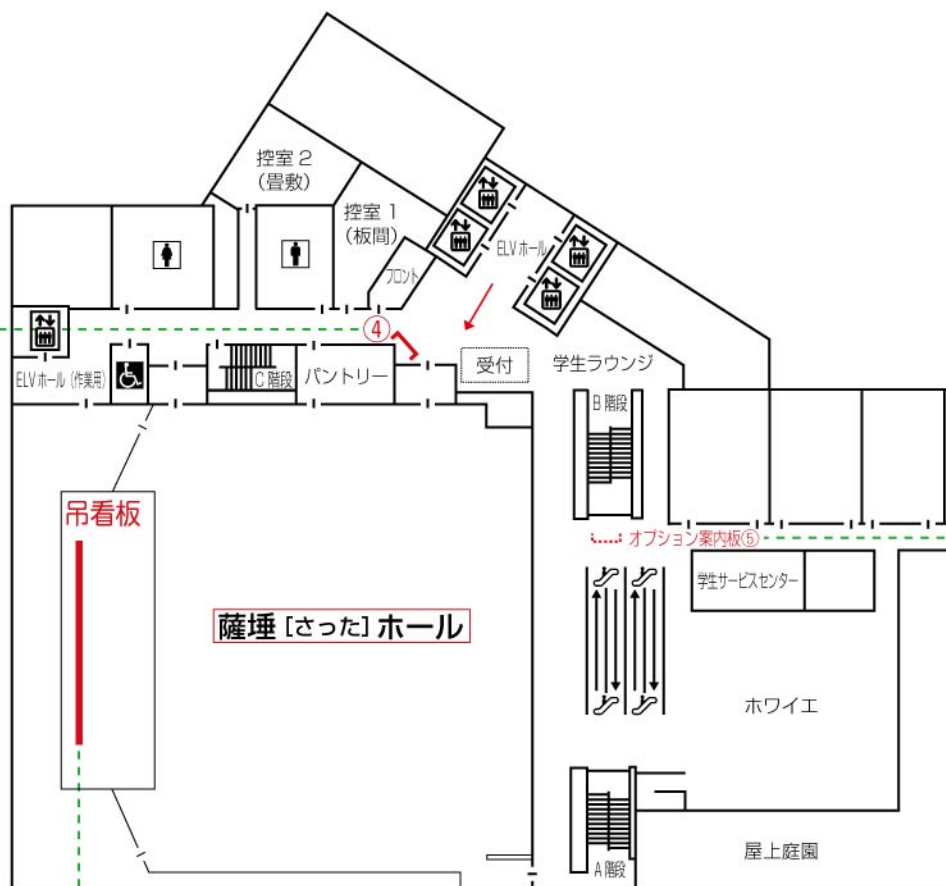 控室 2
（畳敷）
控室 1
（板間）
フロント
ELVホール
④
ELVホール（作業用）
C 階段
パントリー
受付
学生ラウンジ
B 階段
吊看板
オプション案内板⑤
学生サービスセンター
薩埵［さった］ホール
ホワイエ
屋上庭園
A 階段